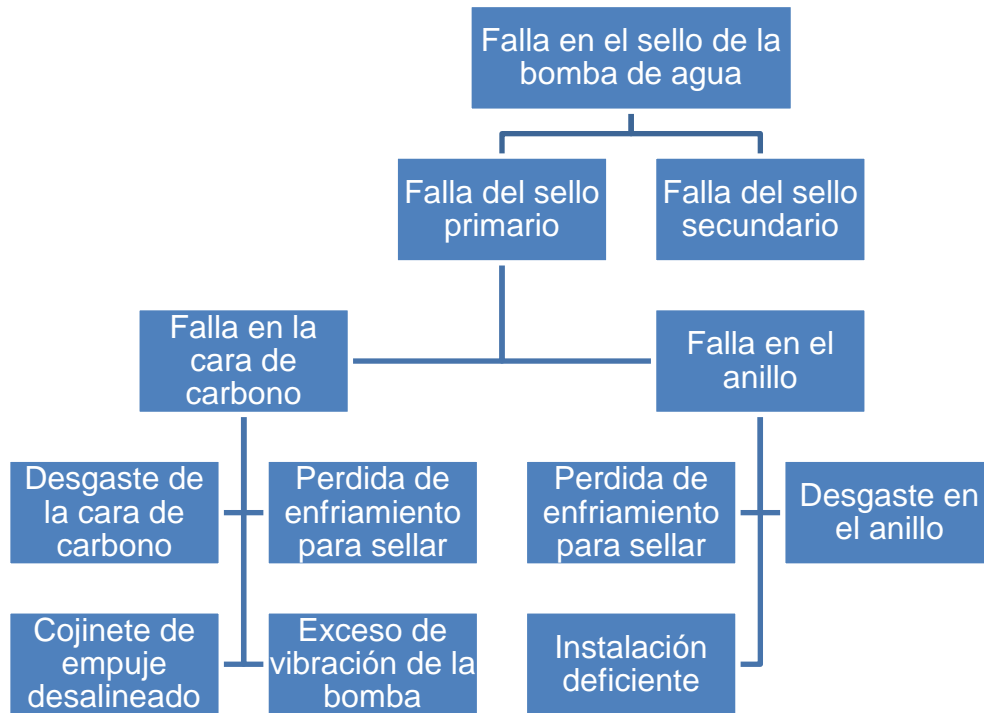 Falla en el sello de la
bomba de agua
Falla del sello
primario
Falla del sello
secundario
Falla en la
cara de
carbono
Falla en el
anillo
Desgaste de
la cara de
carbono
Perdida de
enfriamiento
para sellar
Perdida de
enfriamiento
para sellar
Desgaste en
el anillo
Cojinete de
empuje
desalineado
Exceso de
vibración de la
bomba
Instalación
deficiente